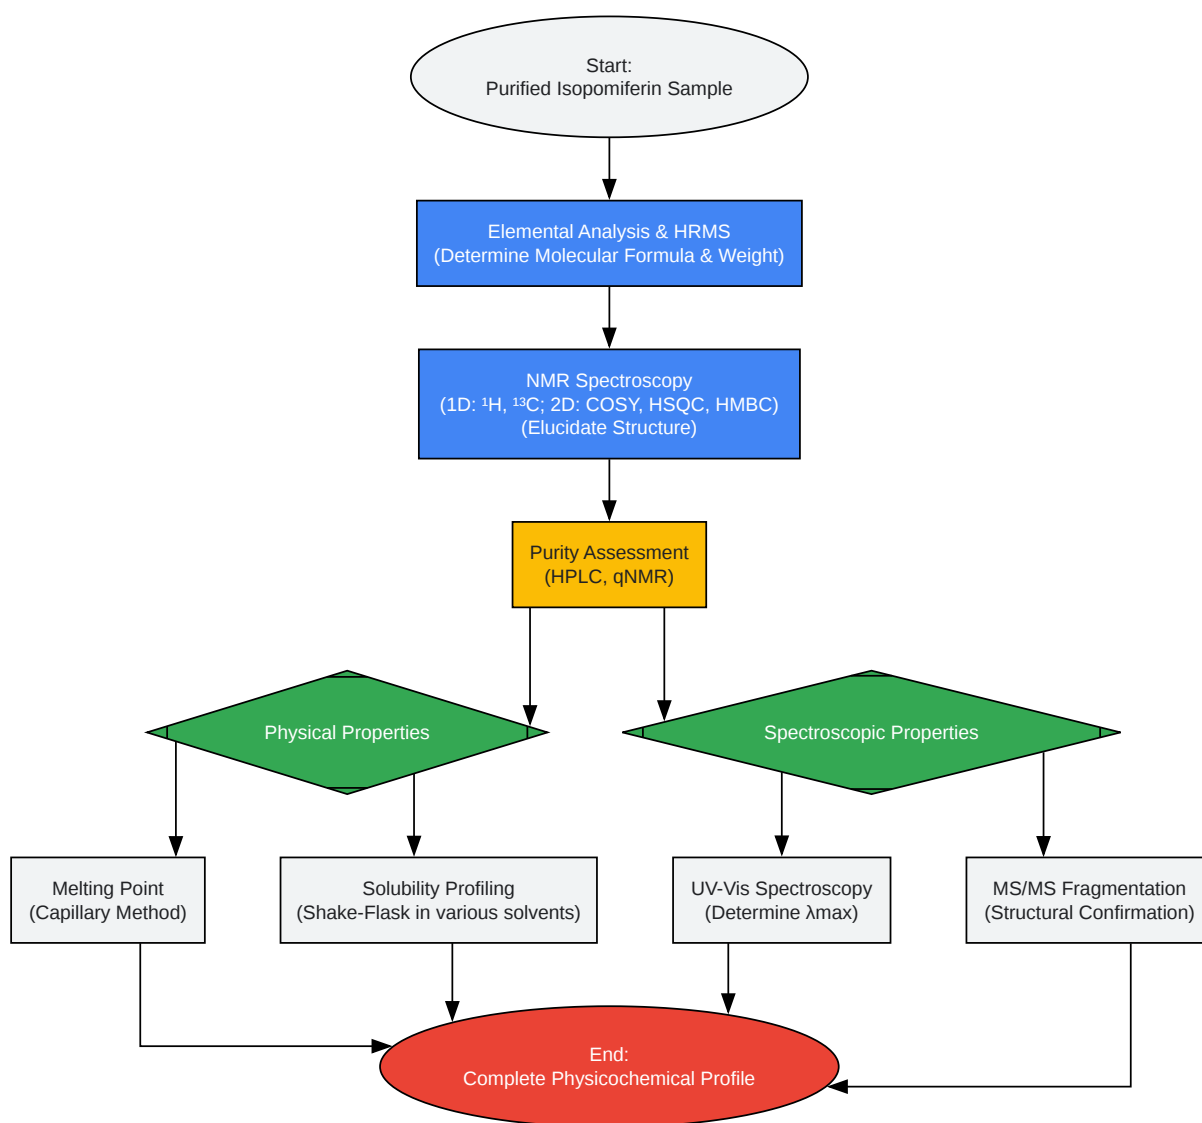 Start:
Purified Isopomiferin Sample
Elemental Analysis & HRMS
(Determine Molecular Formula & Weight)
NMR Spectroscopy
(1D: ¹H, ¹³C; 2D: COSY, HSQC, HMBC)
(Elucidate Structure)
Purity Assessment
(HPLC, qNMR)
Physical Properties
Spectroscopic Properties
Melting Point
(Capillary Method)
Solubility Profiling
(Shake-Flask in various solvents)
UV-Vis Spectroscopy
(Determine λmax)
MS/MS Fragmentation
(Structural Confirmation)
End:
Complete Physicochemical Profile